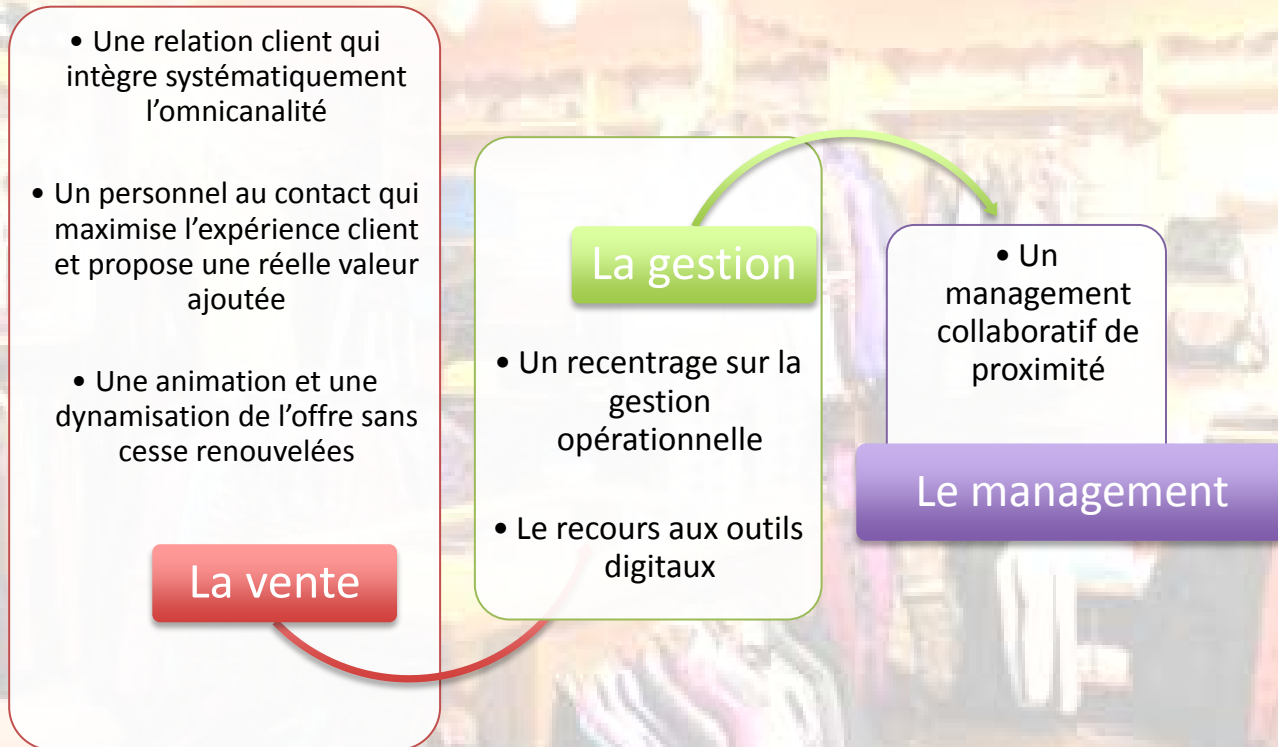 • Une relation client qui
intègre systématiquement
l’omnicanalité
• Un personnel au contact qui
maximise l’expérience client
et propose une réelle valeur
ajoutée
• Une animation et une
dynamisation de l’offre sans
cesse renouvelées
La vente
La gestion
• Un recentrage sur la
gestion
opérationnelle
• Le recours aux outils
digitaux
• Un
management
collaboratif de
proximité
Le management